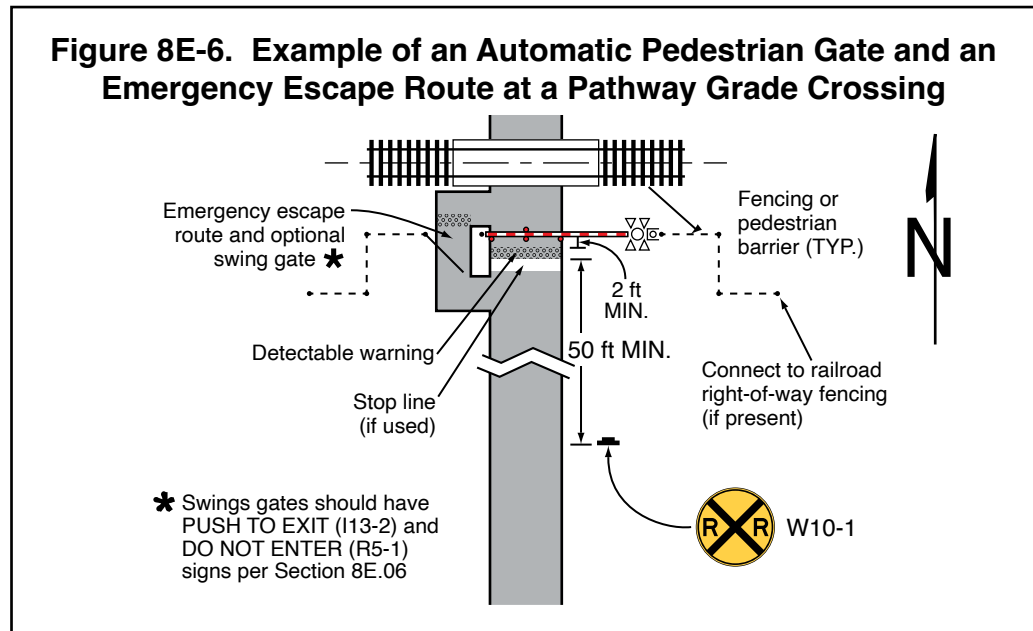 Figure 8E-6. Example of an Automatic Pedestrian Gate and an
Emergency Escape Route at a Pathway Grade Crossing
Emergency escape
route and optional
swing gate *
Fencing or
pedestrian
barrier (TYP.)
N
2 ft
MIN.
Detectable warning
50 ft MIN.
Stop line
(if used)
Connect to railroad
right-of-way fencing
(if present)
* Swings gates should have
PUSH TO EXIT (I13-2) and
DO NOT ENTER (R5-1)
signs per Section 8E.06
R R
W10-1